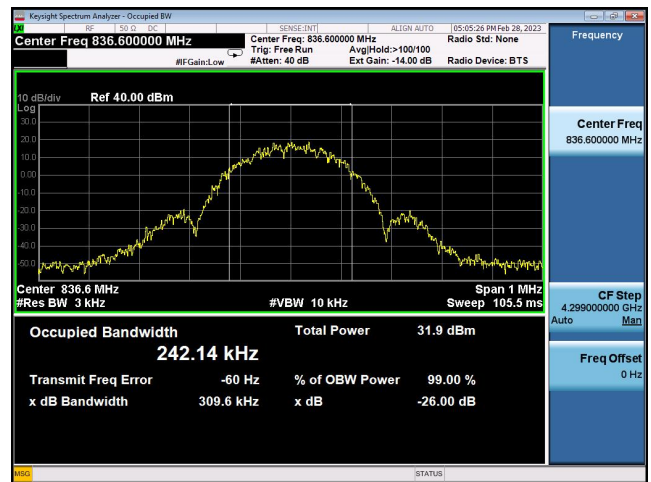 Keysight Spectrum Analyzer - Occupied BW
LXI RF 50 Ω DC SENSE:INT ALIGN AUTO 05:05:26 PM Feb 28, 2023
Center Freq 836.600000 MHz Center Freq: 836.600000 MHz Radio Std: None
Trig: Free Run Avg|Hold:>100/100
#IFGain:Low #Atten: 40 dB Ext Gain: -14.00 dB Radio Device: BTS
Frequency
10 dB/div Ref 40.00 dBm
Log
30.0
20.0
10.0
0.00
-10.0
-20.0
-30.0
-40.0
-50.0
Center 836.6 MHz Span 1 MHz
#Res BW 3 kHz #VBW 10 kHz Sweep 105.5 ms
Occupied Bandwidth Total Power 31.9 dBm
242.14 kHz
Transmit Freq Error -60 Hz % of OBW Power 99.00 %
x dB Bandwidth 309.6 kHz x dB -26.00 dB
Center Freq
836.600000 MHz
CF Step
4.299000000 GHz
Auto Man
Freq Offset
0 Hz
MSG STATUS